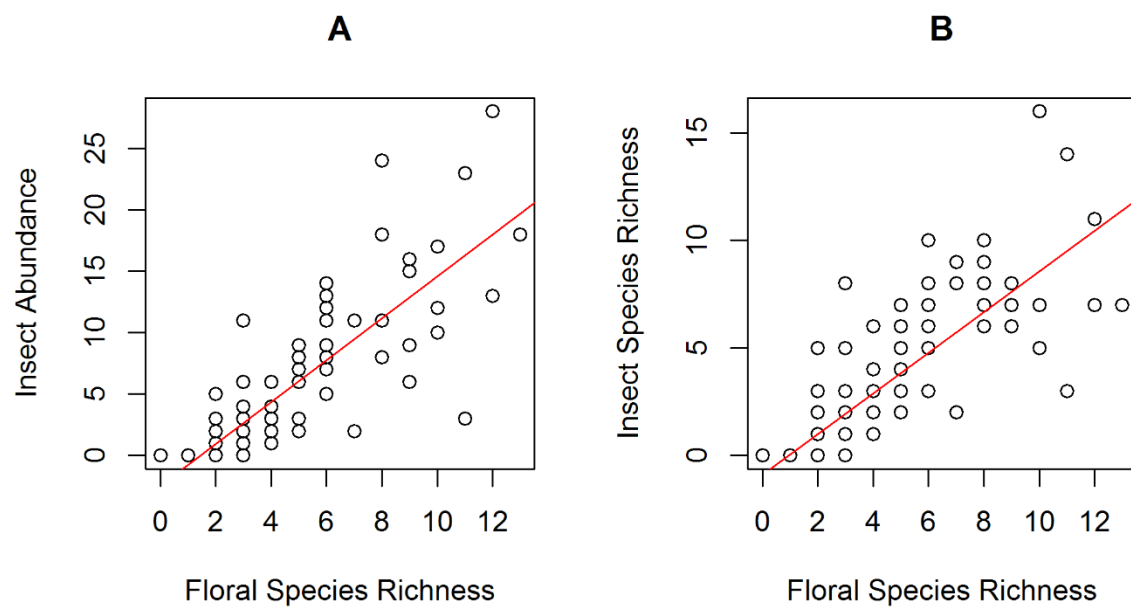 A
Insect Abundance
0 5 10 15 20 25
0 2 4 6 8 10 12
Floral Species Richness
B
Insect Species Richness
0 5 10 15
0 2 4 6 8 10 12
Floral Species Richness